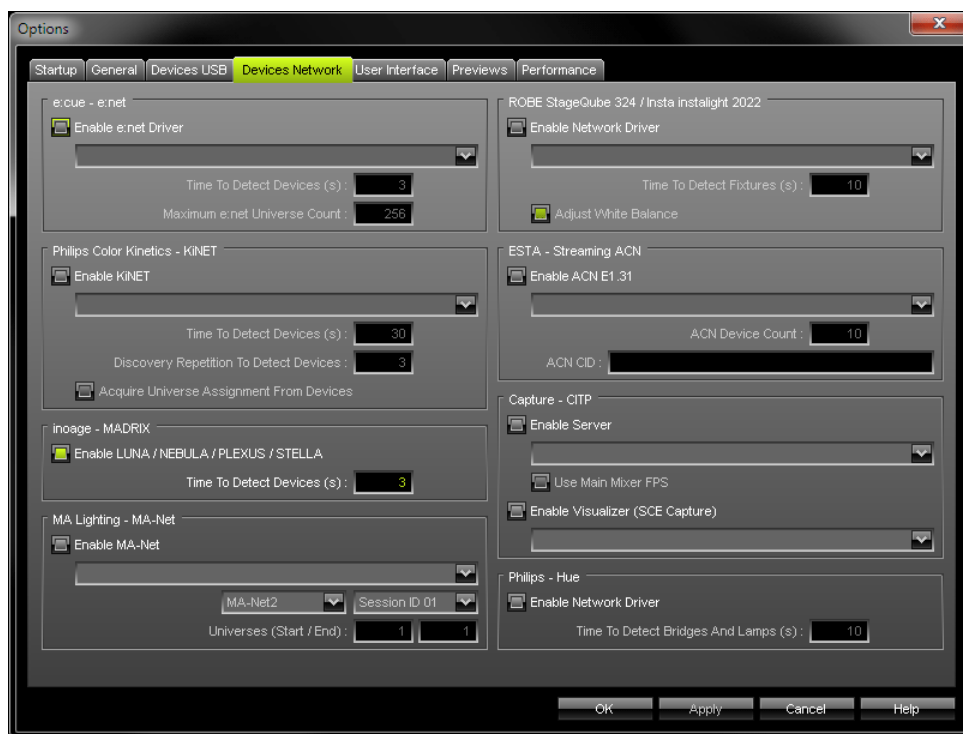 Options
Startup General Devices USB Devices Network User Interface Previews Performance
e:cue - e:net
Enable e:net Driver
Time To Detect Devices (s) : 3
Maximum e:net Universe Count : 256
Philips Color Kinetics - KiNET
Enable KiNET
Time To Detect Devices (s) : 30
Discovery Repetition To Detect Devices : 3
Acquire Universe Assignment From Devices
inoage - MADRIX
Enable LUNA / NEBULA / PLEXUS / STELLA
Time To Detect Devices (s) : 3
MA Lighting - MA-Net
Enable MA-Net
MA-Net2 Session ID 01
Universes (Start / End) : 1 1
ROBE StageQube 324 / Insta instalight 2022
Enable Network Driver
Time To Detect Fixtures (s) : 10
Adjust White Balance
ESTA - Streaming ACN
Enable ACN E1.31
ACN Device Count : 10
ACN CID :
Capture - CITP
Enable Server
Use Main Mixer FPS
Enable Visualizer (SCE Capture)
Philips - Hue
Enable Network Driver
Time To Detect Bridges And Lamps (s) : 10
OK Apply Cancel Help